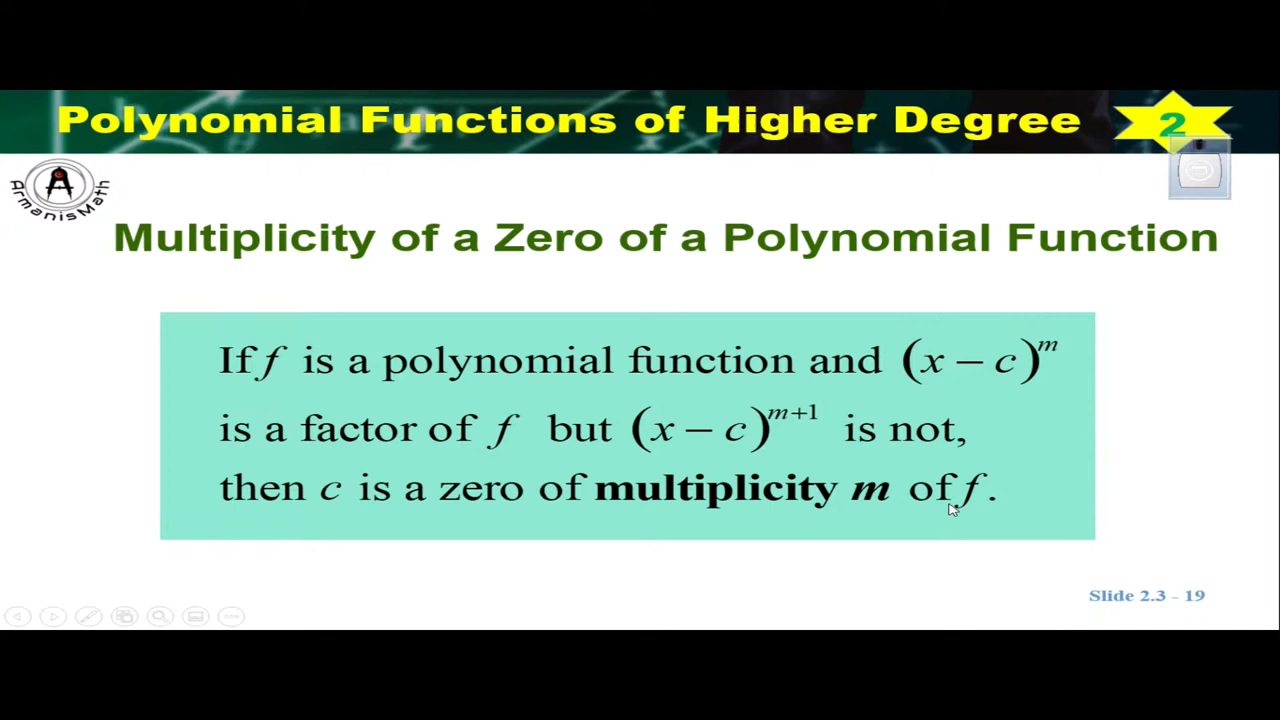 Polynomial Functions of Higher Degree
2
ArmanisMath
Multiplicity of a Zero of a Polynomial Function
If f is a polynomial function and (x − c)^m
is a factor of f but (x − c)^{m+1} is not,
then c is a zero of multiplicity m of f.
Slide 2.3 - 19